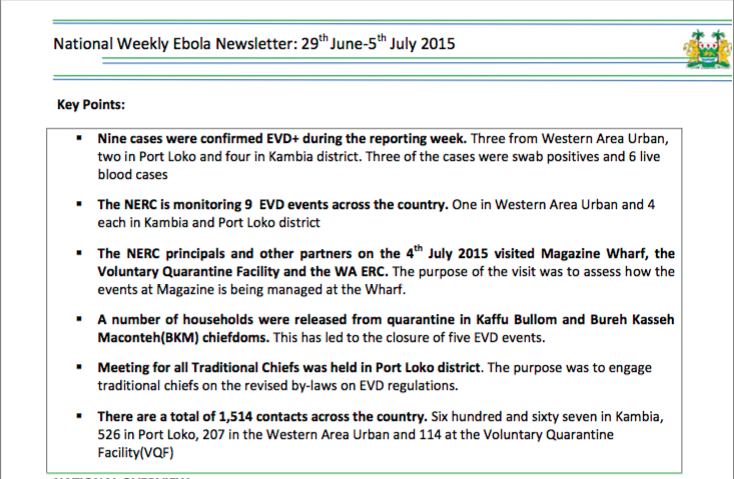 National Weekly Ebola Newsletter: 29th June-5th July 2015
Key Points:
▪ Nine cases were confirmed EVD+ during the reporting week. Three from Western Area Urban,
two in Port Loko and four in Kambia district. Three of the cases were swab positives and 6 live
blood cases
▪ The NERC is monitoring 9 EVD events across the country. One in Western Area Urban and 4
each in Kambia and Port Loko district
▪ The NERC principals and other partners on the 4th July 2015 visited Magazine Wharf, the
Voluntary Quarantine Facility and the WA ERC. The purpose of the visit was to assess how the
events at Magazine is being managed at the Wharf.
▪ A number of households were released from quarantine in Kaffu Bullom and Bureh Kasseh
Maconteh(BKM) chiefdoms. This has led to the closure of five EVD events.
▪ Meeting for all Traditional Chiefs was held in Port Loko district. The purpose was to engage
traditional chiefs on the revised by-laws on EVD regulations.
▪ There are a total of 1,514 contacts across the country. Six hundred and sixty seven in Kambia,
526 in Port Loko, 207 in the Western Area Urban and 114 at the Voluntary Quarantine
Facility(VQF)